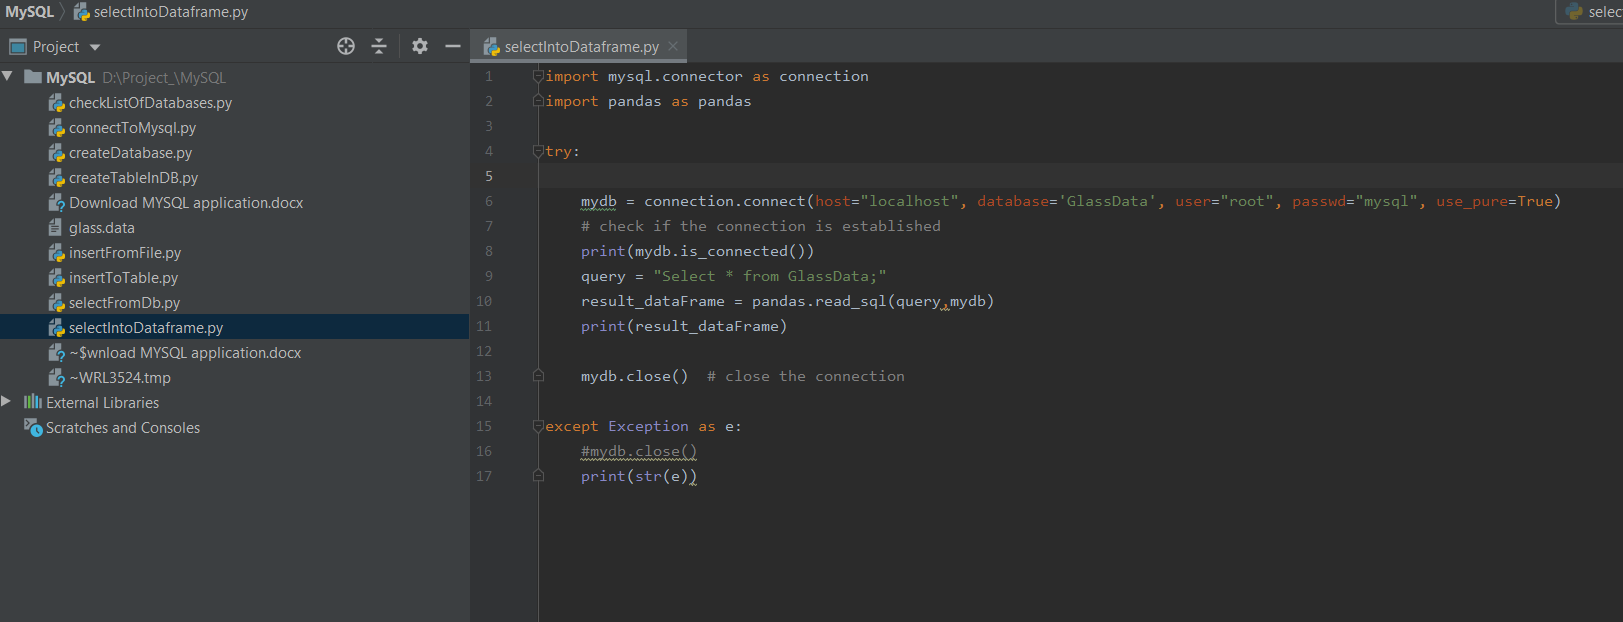 MySQL selectIntoDataframe.py
selec
Project
selectIntoDataframe.py
MySQL D:\Project_\MySQL
checkListOfDatabases.py
connectToMysql.py
createDatabase.py
createTableInDB.py
Download MYSQL application.docx
glass.data
insertFromFile.py
insertToTable.py
selectFromDb.py
selectIntoDataframe.py
~$wnload MYSQL application.docx
~WRL3524.tmp
External Libraries
Scratches and Consoles
1 import mysql.connector as connection
2 import pandas as pandas
3
4 try:
5
6 mydb = connection.connect(host="localhost", database='GlassData', user="root", passwd="mysql", use_pure=True)
7 # check if the connection is established
8 print(mydb.is_connected())
9 query = "Select * from GlassData;"
10 result_dataFrame = pandas.read_sql(query,mydb)
11 print(result_dataFrame)
12
13 mydb.close()  # close the connection
14
15 except Exception as e:
16 #mydb.close()
17 print(str(e))